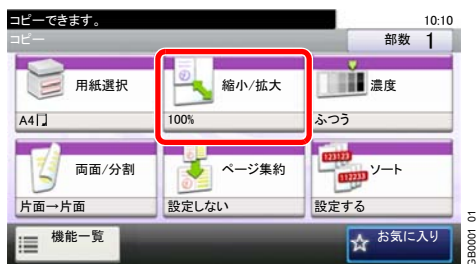 コピーできます。
10:10
コピー
部数 1
用紙選択
A4
縮小/拡大
100%
濃度
ふつう
両面/分割
片面→片面
ページ集約
設定しない
123123
112233
ソート
設定する
機能一覧
お気に入り
GB0001_01